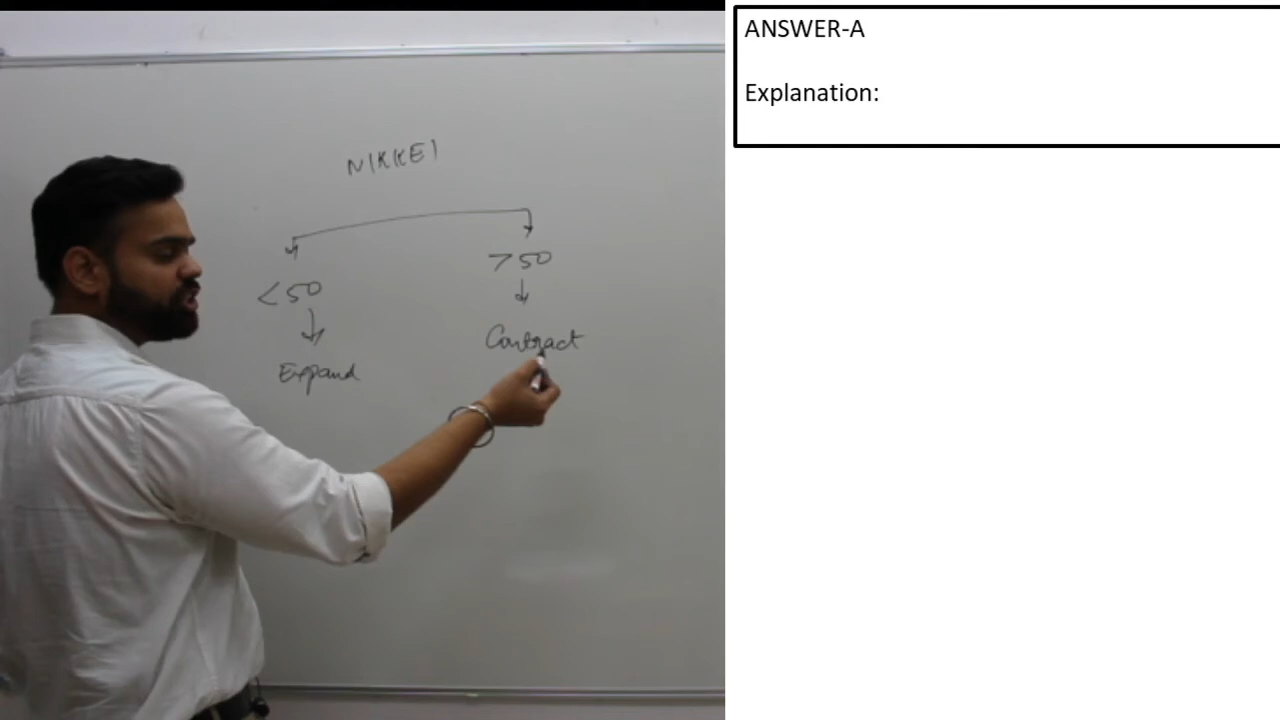 NIKKEI
<50
>50
Expand
Contract
ANSWER-A
Explanation: